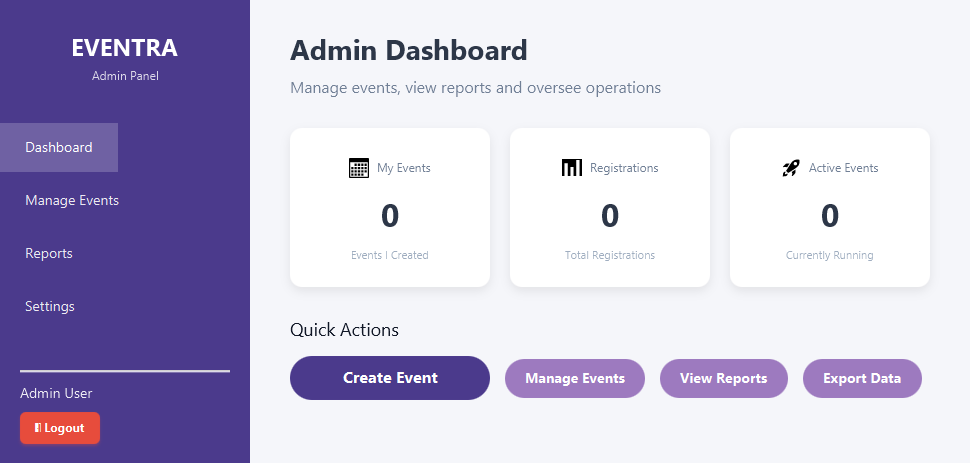 EVENTRA
Admin Panel
Dashboard
Manage Events
Reports
Settings
Admin User
Logout
Admin Dashboard
Manage events, view reports and oversee operations
My Events
0
Events I Created
Registrations
0
Total Registrations
Active Events
0
Currently Running
Quick Actions
Create Event
Manage Events
View Reports
Export Data